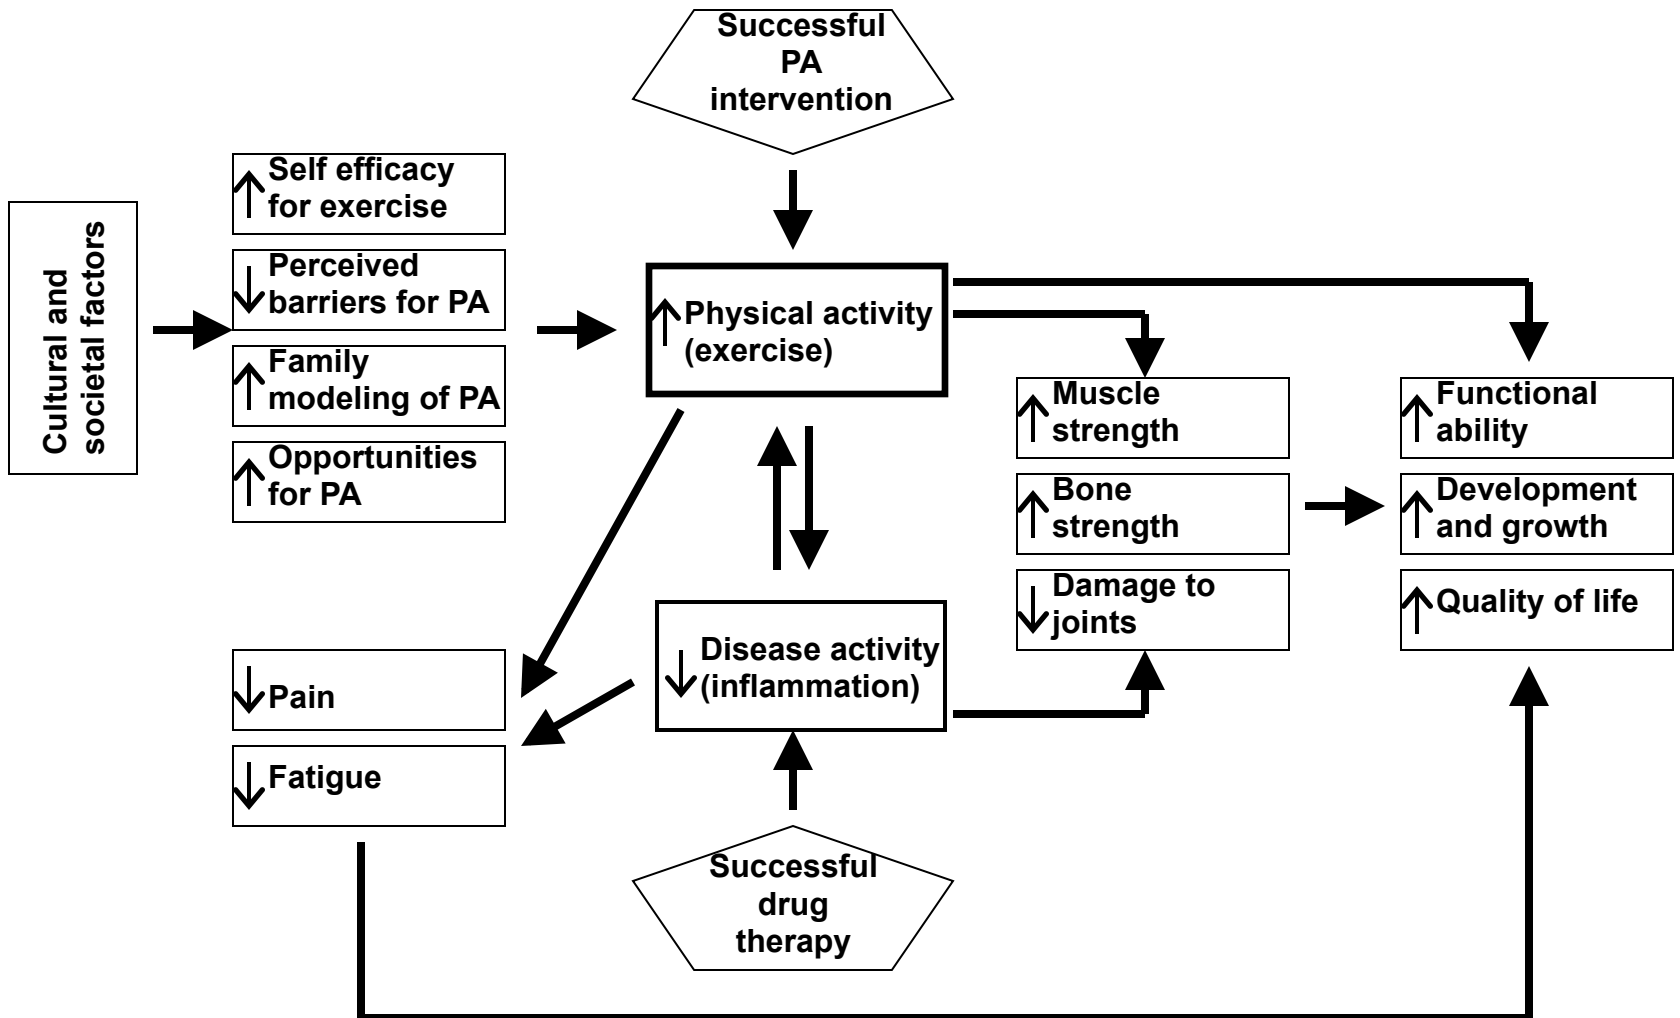 Successful
PA
intervention
Cultural and
societal factors
Self efficacy
for exercise
Perceived
barriers for PA
Family
modeling of PA
Opportunities
for PA
Physical activity
(exercise)
Muscle
strength
Bone
strength
Damage to
joints
Functional
ability
Development
and growth
Quality of life
Pain
Fatigue
Disease activity
(inflammation)
Successful
drug
therapy